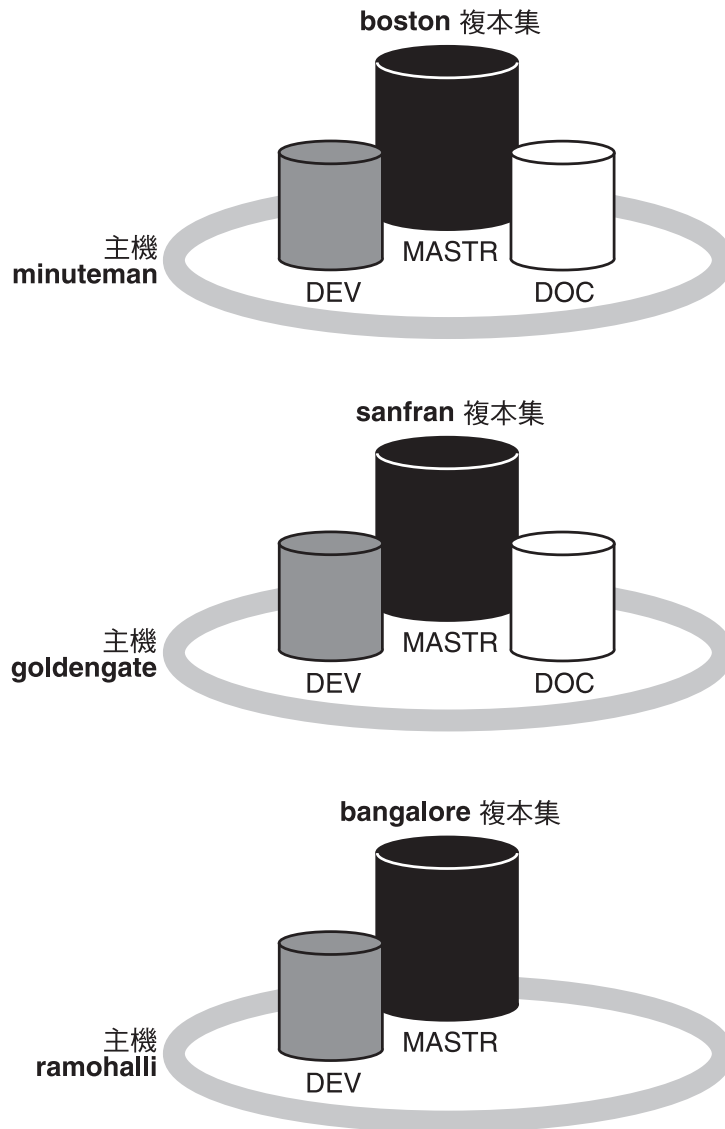 boston 複本集
主機
minuteman
MASTR
DEV
DOC
sanfran 複本集
主機
goldengate
MASTR
DEV
DOC
bangalore 複本集
主機
ramohalli
MASTR
DEV